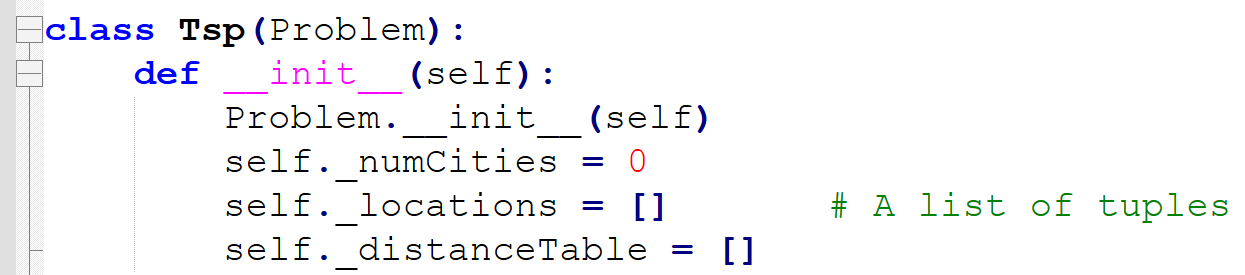 class Tsp(Problem):
    def __init__(self):
        Problem.__init__(self)
        self._numCities = 0
        self._locations = []       # A list of tuples
        self._distanceTable = []